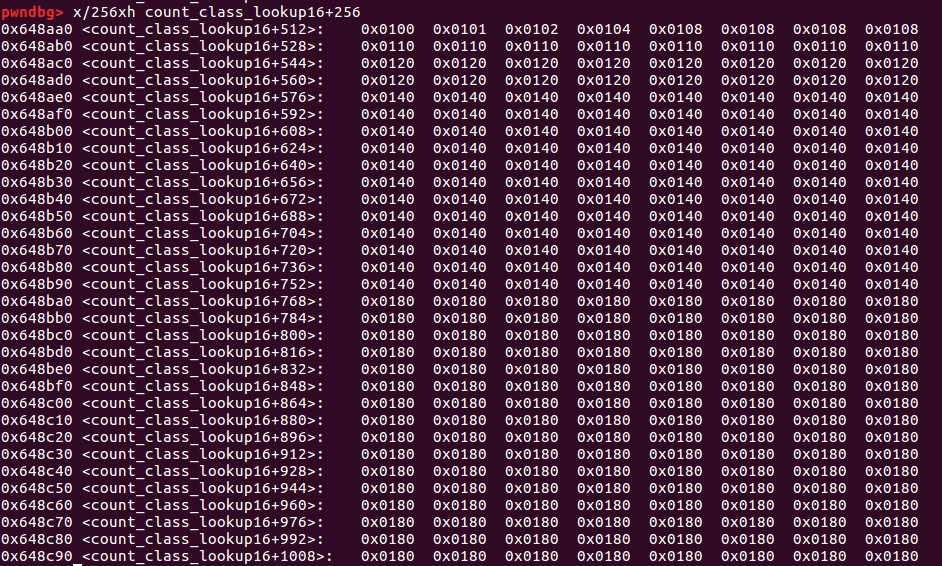 pwndbg> x/256xh count_class_lookup16+256
0x648aa0 <count_class_lookup16+512>: 0x0100 0x0101 0x0102 0x0104 0x0108 0x0108 0x0108 0x0108
0x648ab0 <count_class_lookup16+528>: 0x0110 0x0110 0x0110 0x0110 0x0110 0x0110 0x0110 0x0110
0x648ac0 <count_class_lookup16+544>: 0x0120 0x0120 0x0120 0x0120 0x0120 0x0120 0x0120 0x0120
0x648ad0 <count_class_lookup16+560>: 0x0120 0x0120 0x0120 0x0120 0x0120 0x0120 0x0120 0x0120
0x648ae0 <count_class_lookup16+576>: 0x0140 0x0140 0x0140 0x0140 0x0140 0x0140 0x0140 0x0140
0x648af0 <count_class_lookup16+592>: 0x0140 0x0140 0x0140 0x0140 0x0140 0x0140 0x0140 0x0140
0x648b00 <count_class_lookup16+608>: 0x0140 0x0140 0x0140 0x0140 0x0140 0x0140 0x0140 0x0140
0x648b10 <count_class_lookup16+624>: 0x0140 0x0140 0x0140 0x0140 0x0140 0x0140 0x0140 0x0140
0x648b20 <count_class_lookup16+640>: 0x0140 0x0140 0x0140 0x0140 0x0140 0x0140 0x0140 0x0140
0x648b30 <count_class_lookup16+656>: 0x0140 0x0140 0x0140 0x0140 0x0140 0x0140 0x0140 0x0140
0x648b40 <count_class_lookup16+672>: 0x0140 0x0140 0x0140 0x0140 0x0140 0x0140 0x0140 0x0140
0x648b50 <count_class_lookup16+688>: 0x0140 0x0140 0x0140 0x0140 0x0140 0x0140 0x0140 0x0140
0x648b60 <count_class_lookup16+704>: 0x0140 0x0140 0x0140 0x0140 0x0140 0x0140 0x0140 0x0140
0x648b70 <count_class_lookup16+720>: 0x0140 0x0140 0x0140 0x0140 0x0140 0x0140 0x0140 0x0140
0x648b80 <count_class_lookup16+736>: 0x0140 0x0140 0x0140 0x0140 0x0140 0x0140 0x0140 0x0140
0x648b90 <count_class_lookup16+752>: 0x0140 0x0140 0x0140 0x0140 0x0140 0x0140 0x0140 0x0140
0x648ba0 <count_class_lookup16+768>: 0x0180 0x0180 0x0180 0x0180 0x0180 0x0180 0x0180 0x0180
0x648bb0 <count_class_lookup16+784>: 0x0180 0x0180 0x0180 0x0180 0x0180 0x0180 0x0180 0x0180
0x648bc0 <count_class_lookup16+800>: 0x0180 0x0180 0x0180 0x0180 0x0180 0x0180 0x0180 0x0180
0x648bd0 <count_class_lookup16+816>: 0x0180 0x0180 0x0180 0x0180 0x0180 0x0180 0x0180 0x0180
0x648be0 <count_class_lookup16+832>: 0x0180 0x0180 0x0180 0x0180 0x0180 0x0180 0x0180 0x0180
0x648bf0 <count_class_lookup16+848>: 0x0180 0x0180 0x0180 0x0180 0x0180 0x0180 0x0180 0x0180
0x648c00 <count_class_lookup16+864>: 0x0180 0x0180 0x0180 0x0180 0x0180 0x0180 0x0180 0x0180
0x648c10 <count_class_lookup16+880>: 0x0180 0x0180 0x0180 0x0180 0x0180 0x0180 0x0180 0x0180
0x648c20 <count_class_lookup16+896>: 0x0180 0x0180 0x0180 0x0180 0x0180 0x0180 0x0180 0x0180
0x648c30 <count_class_lookup16+912>: 0x0180 0x0180 0x0180 0x0180 0x0180 0x0180 0x0180 0x0180
0x648c40 <count_class_lookup16+928>: 0x0180 0x0180 0x0180 0x0180 0x0180 0x0180 0x0180 0x0180
0x648c50 <count_class_lookup16+944>: 0x0180 0x0180 0x0180 0x0180 0x0180 0x0180 0x0180 0x0180
0x648c60 <count_class_lookup16+960>: 0x0180 0x0180 0x0180 0x0180 0x0180 0x0180 0x0180 0x0180
0x648c70 <count_class_lookup16+976>: 0x0180 0x0180 0x0180 0x0180 0x0180 0x0180 0x0180 0x0180
0x648c80 <count_class_lookup16+992>: 0x0180 0x0180 0x0180 0x0180 0x0180 0x0180 0x0180 0x0180
0x648c90 <count_class_lookup16+1008>: 0x0180 0x0180 0x0180 0x0180 0x0180 0x0180 0x0180 0x0180